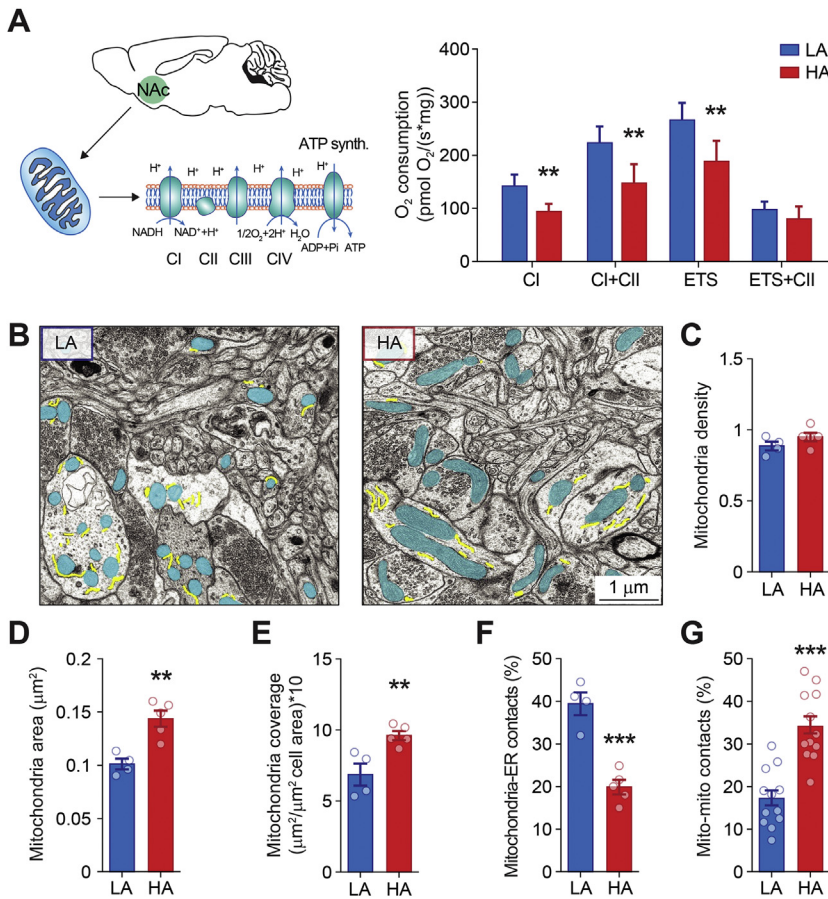 A
NAc
ATP synth.
H⁺ H⁺ H⁺ H⁺ H⁺ H⁺ H⁺ H⁺
NADH NAD⁺+H⁺ 1/2O₂+2H⁺ H₂O ADP+Pi ATP
CI CII CIII CIV
O₂ consumption
(pmol O₂/(s*mg))
400
300
200
100
0
LA
HA
** ** **
CI CI+CII ETS ETS+CII
B
LA
HA
1 μm
C
Mitochondria density
1.5
1
0.5
0
LA HA
D
Mitochondria area (μm²)
0.2
0.15
0.1
0.05
0
**
LA HA
E
Mitochondria coverage
(μm²/μm² cell area)*10
15
10
5
0
**
LA HA
F
Mitochondria-ER contacts (%)
50
40
30
20
10
0
***
LA HA
G
Mito-mito contacts (%)
50
40
30
20
10
0
***
LA HA